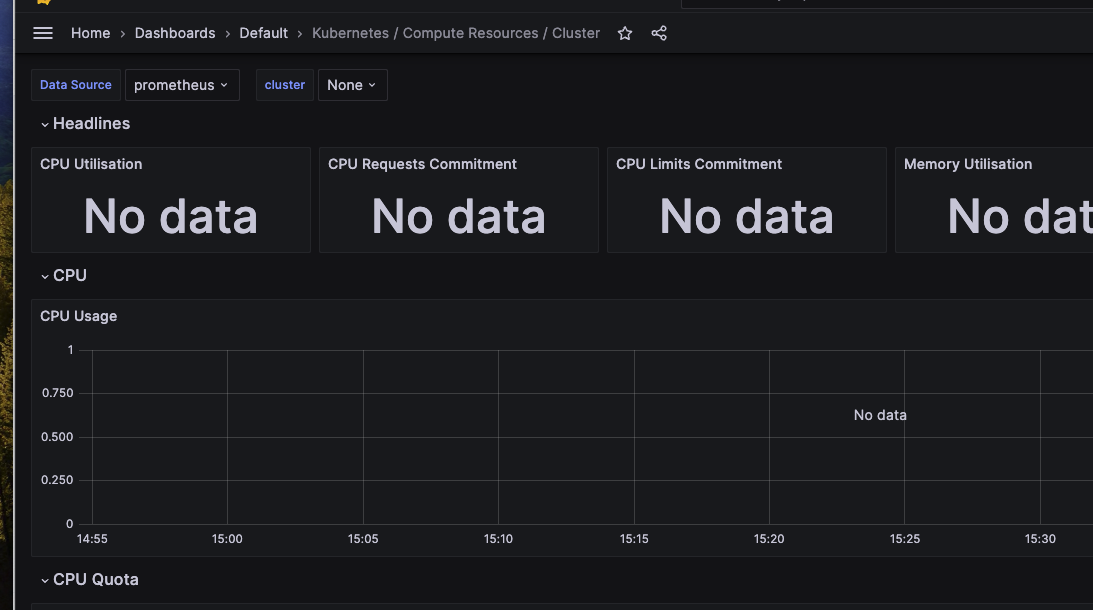 Home › Dashboards › Default › Kubernetes / Compute Resources / Cluster
Data Source prometheus cluster None
Headlines
CPU Utilisation
No data
CPU Requests Commitment
No data
CPU Limits Commitment
No data
Memory Utilisation
No dat
CPU
CPU Usage
1
0.750
0.500
0.250
0
No data
14:55 15:00 15:05 15:10 15:15 15:20 15:25 15:30
CPU Quota